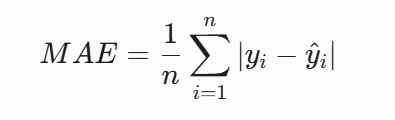 MAE = \frac{1}{n} \sum_{i=1}^{n} |y_i - \hat{y}_i|